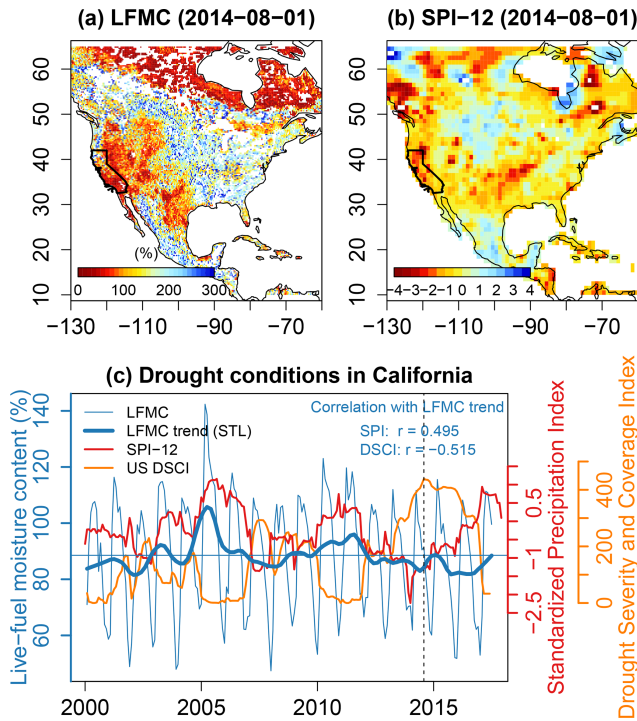 (a) LFMC (2014−08−01)
(b) SPI−12 (2014−08−01)
60
50
40
30
20
10
(%)
0 100 200 300
−130 −110 −90 −70
60
50
40
30
20
10
−4−3−2−1 1 2 3 4
−130 −110 −90 −70
(c) Drought conditions in California
LFMC
LFMC trend (STL)
SPI−12
US DSCI
Correlation with LFMC trend
SPI: r = 0.495
DSCI: r = −0.515
Live−fuel moisture content (%)
140
120
100
80
60
0.5
−1
−2.5
Standardized Precipitation Index
400
200
0
Drought Severity and Coverage Index
2000 2005 2010 2015